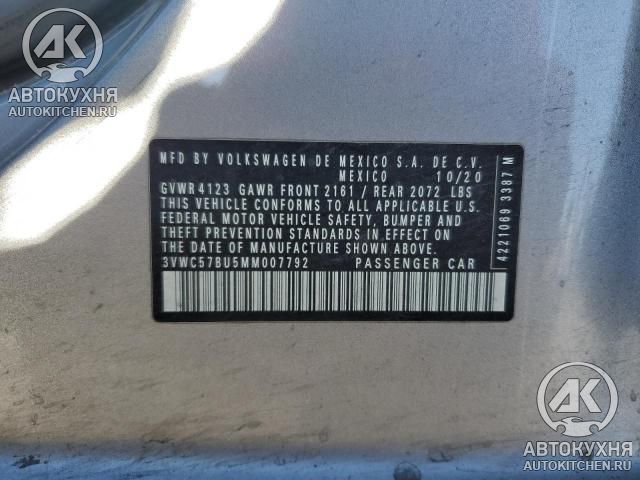 АК
АВТОКУХНЯ
AUTOKITCHEN.RU
MFD BY VOLKSWAGEN DE MEXICO S.A. DE C.V.
MEXICO 10/20
GVWR 4123 GAWR FRONT 2161 / REAR 2072 LBS
THIS VEHICLE CONFORMS TO ALL APPLICABLE U.S.
FEDERAL MOTOR VEHICLE SAFETY, BUMPER AND
THEFT PREVENTION STANDARDS IN EFFECT ON
THE DATE OF MANUFACTURE SHOWN ABOVE.
3VWC57BU5MM007792 PASSENGER CAR
4221069 3387 M
АК
АВТОКУХНЯ
AUTOKITCHEN.RU